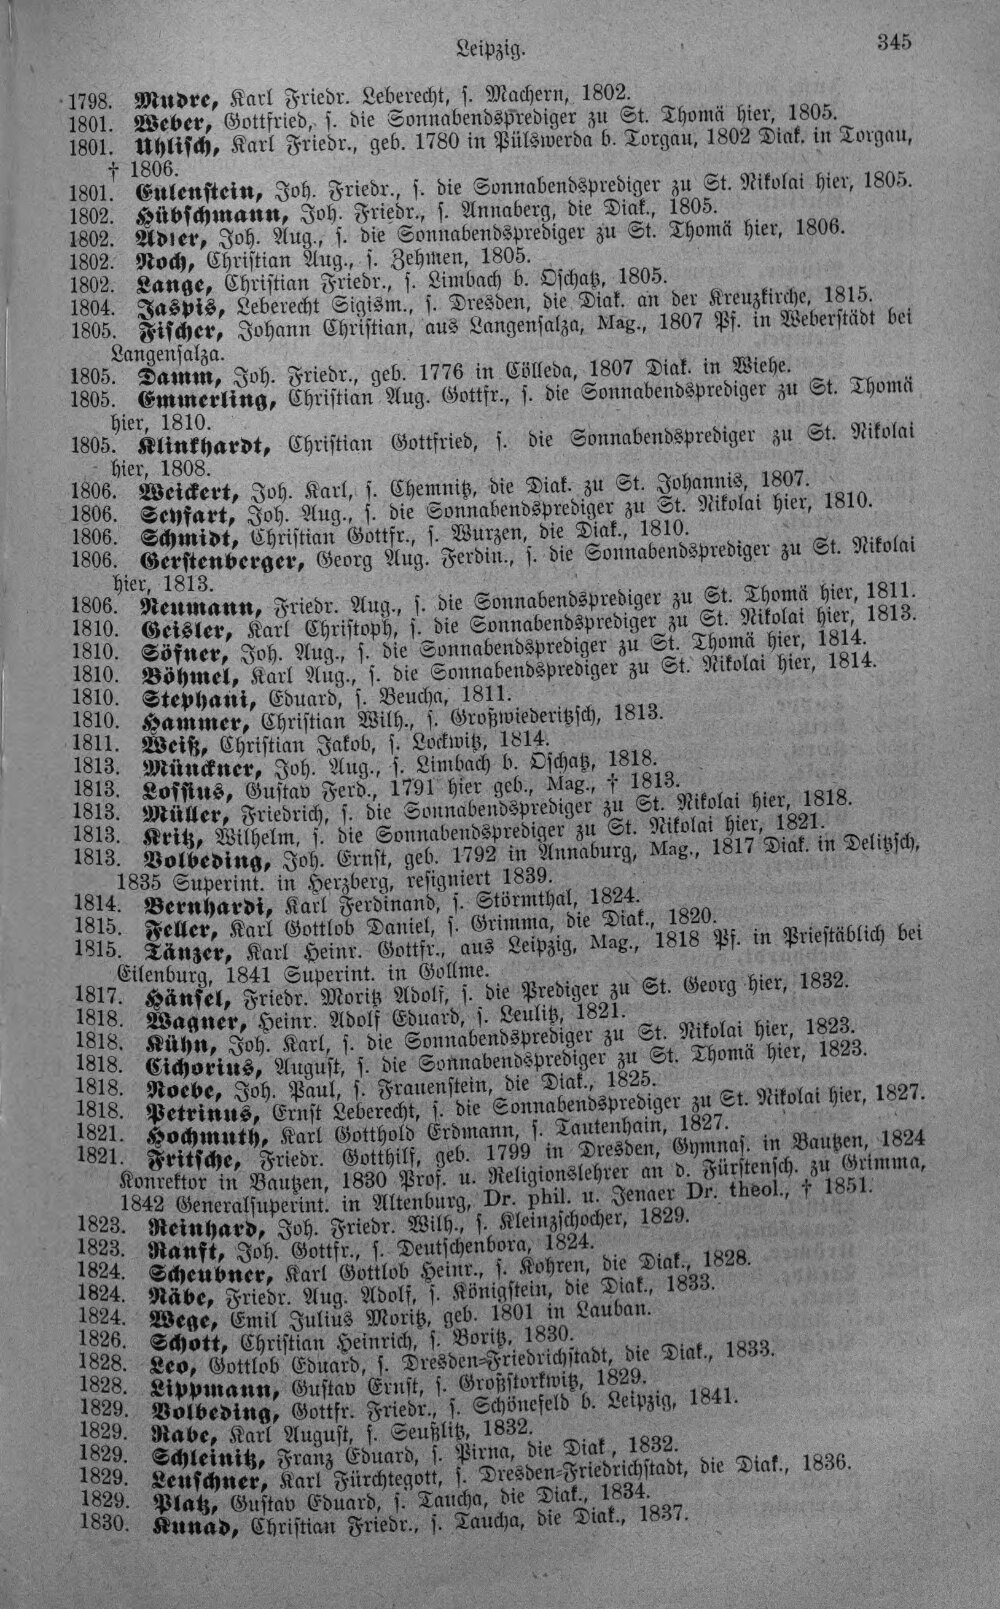 Leipzig. 345
1798. Mudre, Karl Friedr. Leberecht, s. Machern, 1802.
1801. Weber, Gottfried, s. die Sonnabendsprediger zu St. Thomä hier, 1805.
1801. Uhlisch, Karl Friedr., geb. 1780 in Pülswerda b. Torgau, 1802 Diak. in Torgau,
† 1806.
1801. Eulenstein, Joh. Friedr., s. die Sonnabendsprediger zu St. Nikolai hier, 1805.
1802. Hübschmann, Joh. Friedr., s. Annaberg, die Diak., 1805.
1802. Adler, Joh. Aug., s. die Sonnabendsprediger zu St. Thomä hier, 1806.
1802. Noch, Christian Aug., s. Zehmen, 1805.
1802. Lange, Christian Friedr., s. Limbach b. Oschatz, 1805.
1804. Jaspis, Leberecht Sigism., s. Dresden, die Diak. an der Kreuzkirche, 1815.
1805. Fischer, Johann Christian, aus Langensalza, Mag., 1807 Pf. in Weberstädt bei
Langensalza.
1805. Damm, Joh. Friedr., geb. 1776 in Cölleda, 1807 Diak. in Wiehe.
1805. Emmerling, Christian Aug. Gottfr., s. die Sonnabendsprediger zu St. Thomä
hier, 1810.
1805. Klinkhardt, Christian Gottfried, s. die Sonnabendsprediger zu St. Nikolai
hier, 1808.
1806. Weickert, Joh. Karl, s. Chemnitz, die Diak. zu St. Johannis, 1807.
1806. Seyfart, Joh. Aug., s. die Sonnabendsprediger zu St. Nikolai hier, 1810.
1806. Schmidt, Christian Gottfr., s. Wurzen, die Diak., 1810.
1806. Gerstenberger, Georg Aug. Ferdin., s. die Sonnabendsprediger zu St. Nikolai
hier, 1813.
1806. Neumann, Friedr. Aug., s. die Sonnabendsprediger zu St. Thomä hier, 1811.
1810. Geisler, Karl Christoph, s. die Sonnabendsprediger zu St. Nikolai hier, 1813.
1810. Söfner, Joh. Aug., s. die Sonnabendsprediger zu St. Thomä hier, 1814.
1810. Böhmel, Karl Aug., s. die Sonnabendsprediger zu St. Nikolai hier, 1814.
1810. Stephani, Eduard, s. Beucha, 1811.
1810. Hammer, Christian Wilh., s. Großwiederitzsch, 1813.
1811. Weiß, Christian Jakob, s. Lockwitz, 1814.
1813. Münckner, Joh. Aug., s. Limbach b. Oschatz, 1818.
1813. Lossius, Gustav Ferd., 1791 hier geb., Mag., † 1813.
1813. Müller, Friedrich, s. die Sonnabendsprediger zu St. Nikolai hier, 1818.
1813. Kritz, Wilhelm, s. die Sonnabendsprediger zu St. Nikolai hier, 1821.
1813. Volbeding, Joh. Ernst, geb. 1792 in Annaburg, Mag., 1817 Diak. in Delitzsch,
1835 Superint. in Herzberg, resigniert 1839.
1814. Bernhardi, Karl Ferdinand, s. Störmthal, 1824.
1815. Feller, Karl Gottlob Daniel, s. Grimma, die Diak., 1820.
1815. Tänzer, Karl Heinr. Gottfr., aus Leipzig, Mag., 1818 Pf. in Priestäblich bei
Eilenburg, 1841 Superint. in Gollme.
1817. Hänsel, Friedr. Moritz Adolf, s. die Prediger zu St. Georg hier, 1832.
1818. Wagner, Heinr. Adolf Eduard, s. Leulitz, 1821.
1818. Kühn, Joh. Karl, s. die Sonnabendsprediger zu St. Nikolai hier, 1823.
1818. Cichorius, August, s. die Sonnabendsprediger zu St. Thomä hier, 1823.
1818. Noebe, Joh. Paul, s. Frauenstein, die Diak., 1825.
1818. Petrinus, Ernst Leberecht, s. die Sonnabendsprediger zu St. Nikolai hier, 1827.
1821. Hochmuth, Karl Gotthold Erdmann, s. Tautenhain, 1827.
1821. Fritsche, Friedr. Gotthilf, geb. 1799 in Dresden, Gymnas. in Bautzen, 1824
Konrektor in Bautzen, 1830 Prof. u. Religionslehrer an d. Fürstensch. zu Grimma,
1842 Generalsuperint. in Altenburg, Dr. phil. u. Jenaer Dr. theol., † 1851.
1823. Reinhard, Joh. Friedr. Wilh., s. Kleinzschocher, 1829.
1823. Ranft, Joh. Gottfr., s. Deutschenbora, 1824.
1824. Scheubner, Karl Gottlob Heinr., s. Kohren, die Diak., 1828.
1824. Näbe, Friedr. Aug. Adolf, s. Königstein, die Diak., 1833.
1824. Wege, Emil Julius Moritz, geb. 1801 in Lauban.
1826. Schott, Christian Heinrich, s. Boritz, 1830.
1828. Leo, Gottlob Eduard, s. Dresden-Friedrichstadt, die Diak., 1833.
1828. Lippmann, Gustav Ernst, s. Großstorkwitz, 1829.
1829. Volbeding, Gottfr. Friedr., s. Schönefeld b. Leipzig, 1841.
1829. Rabe, Karl August, s. Seußlitz, 1832.
1829. Schleinitz, Franz Eduard, s. Pirna, die Diak., 1832.
1829. Leuschner, Karl Fürchtegott, s. Dresden-Friedrichstadt, die Diak., 1836.
1829. Platz, Gustav Eduard, s. Taucha, die Diak., 1834.
1830. Kunad, Christian Friedr., s. Taucha, die Diak., 1837.